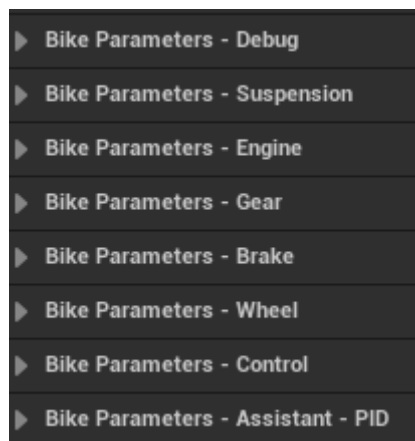 Bike Parameters - Debug
Bike Parameters - Suspension
Bike Parameters - Engine
Bike Parameters - Gear
Bike Parameters - Brake
Bike Parameters - Wheel
Bike Parameters - Control
Bike Parameters - Assistant - PID